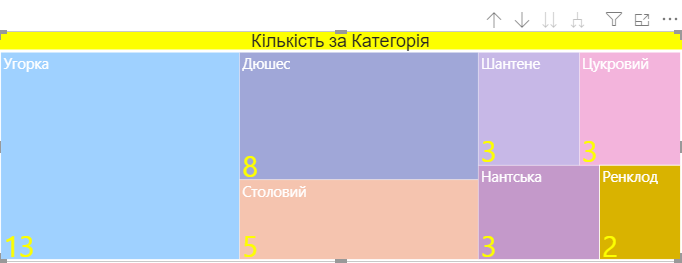 Кількість за Категорія
Угорка
13
Дюшес
8
Столовий
5
Шантене
3
Цукровий
3
Нантська
3
Ренклод
2